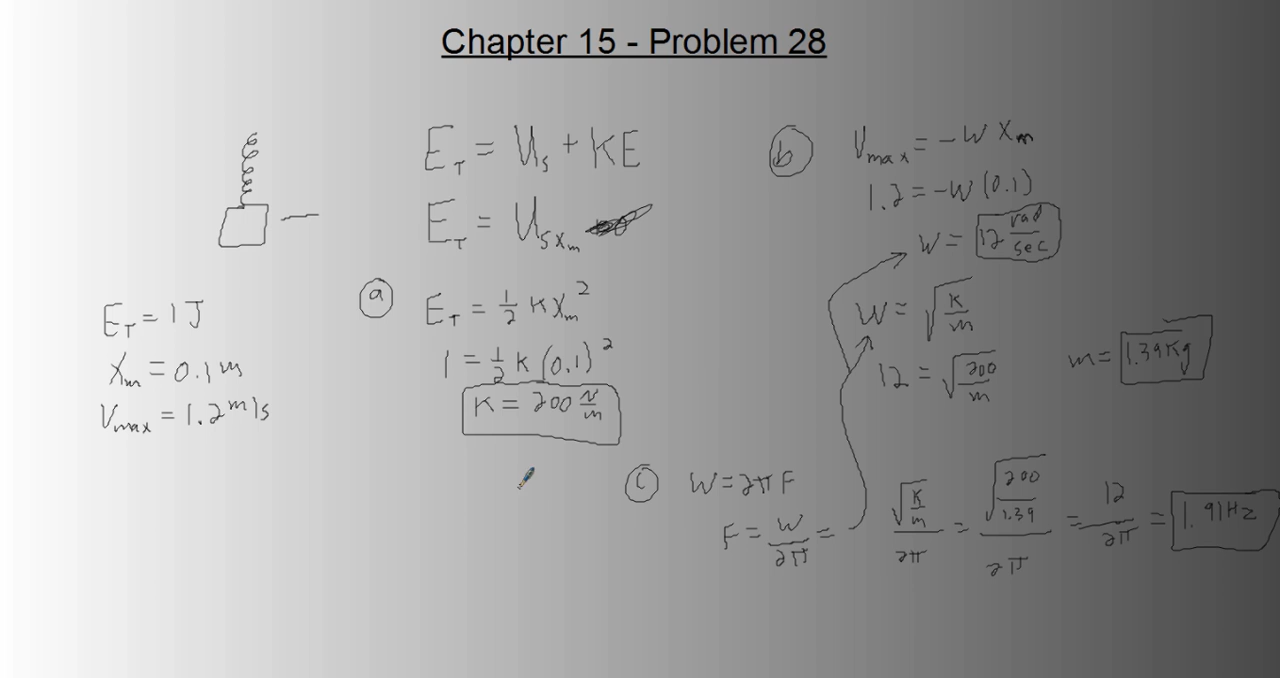 Chapter 15 - Problem 28
E_T = U_s + KE
E_T = U_s x_m
E_T = 1 J
X_m = 0.1 m
V_max = 1.2 m/s
a
E_T = 1/2 K X_m^2
1 = 1/2 K (0.1)^2
K = 200 N/m
b
V_max = -W X_m
1.2 = -W (0.1)
W = 12 rad/sec
W = √(K/m)
12 = √(200/m)
m = 1.39 Kg
c
W = 2π F
F = W/2π = √(K/m)/2π = √(200/1.39)/2π = 12/2π = 1.91 Hz